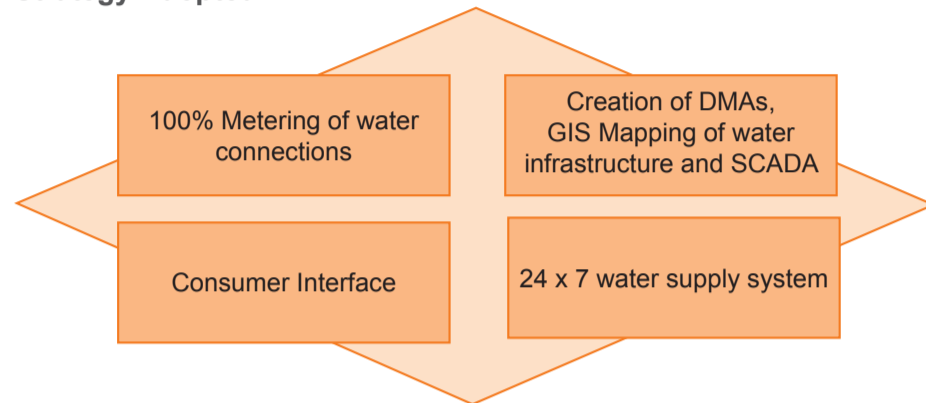 100% Metering of water
connections
Creation of DMAs,
GIS Mapping of water
infrastructure and SCADA
Consumer Interface
24 x 7 water supply system